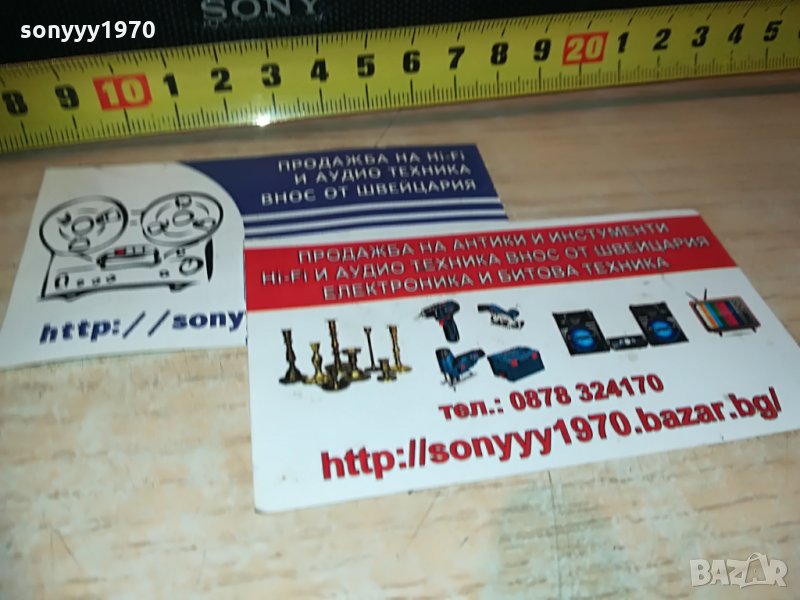 sonyyy1970
SONY
8 9 10 1 2 3 4 5 6 7 8 9 20 1 2 3 4
ПРОДАЖБА НА Hi-Fi
И АУДИО ТЕХНИКА
ВНОС ОТ ШВЕЙЦАРИЯ
http://sony
ПРОДАЖБА НА АНТИКИ И ИНСТУМЕНТИ
Hi-Fi И АУДИО ТЕХНИКА ВНОС ОТ ШВЕЙЦАРИЯ
ЕЛЕКТРОНИКА И БИТОВА ТЕХНИКА
тел.: 0878 324170
http://sonyyy1970.bazar.bg/
BAZAR